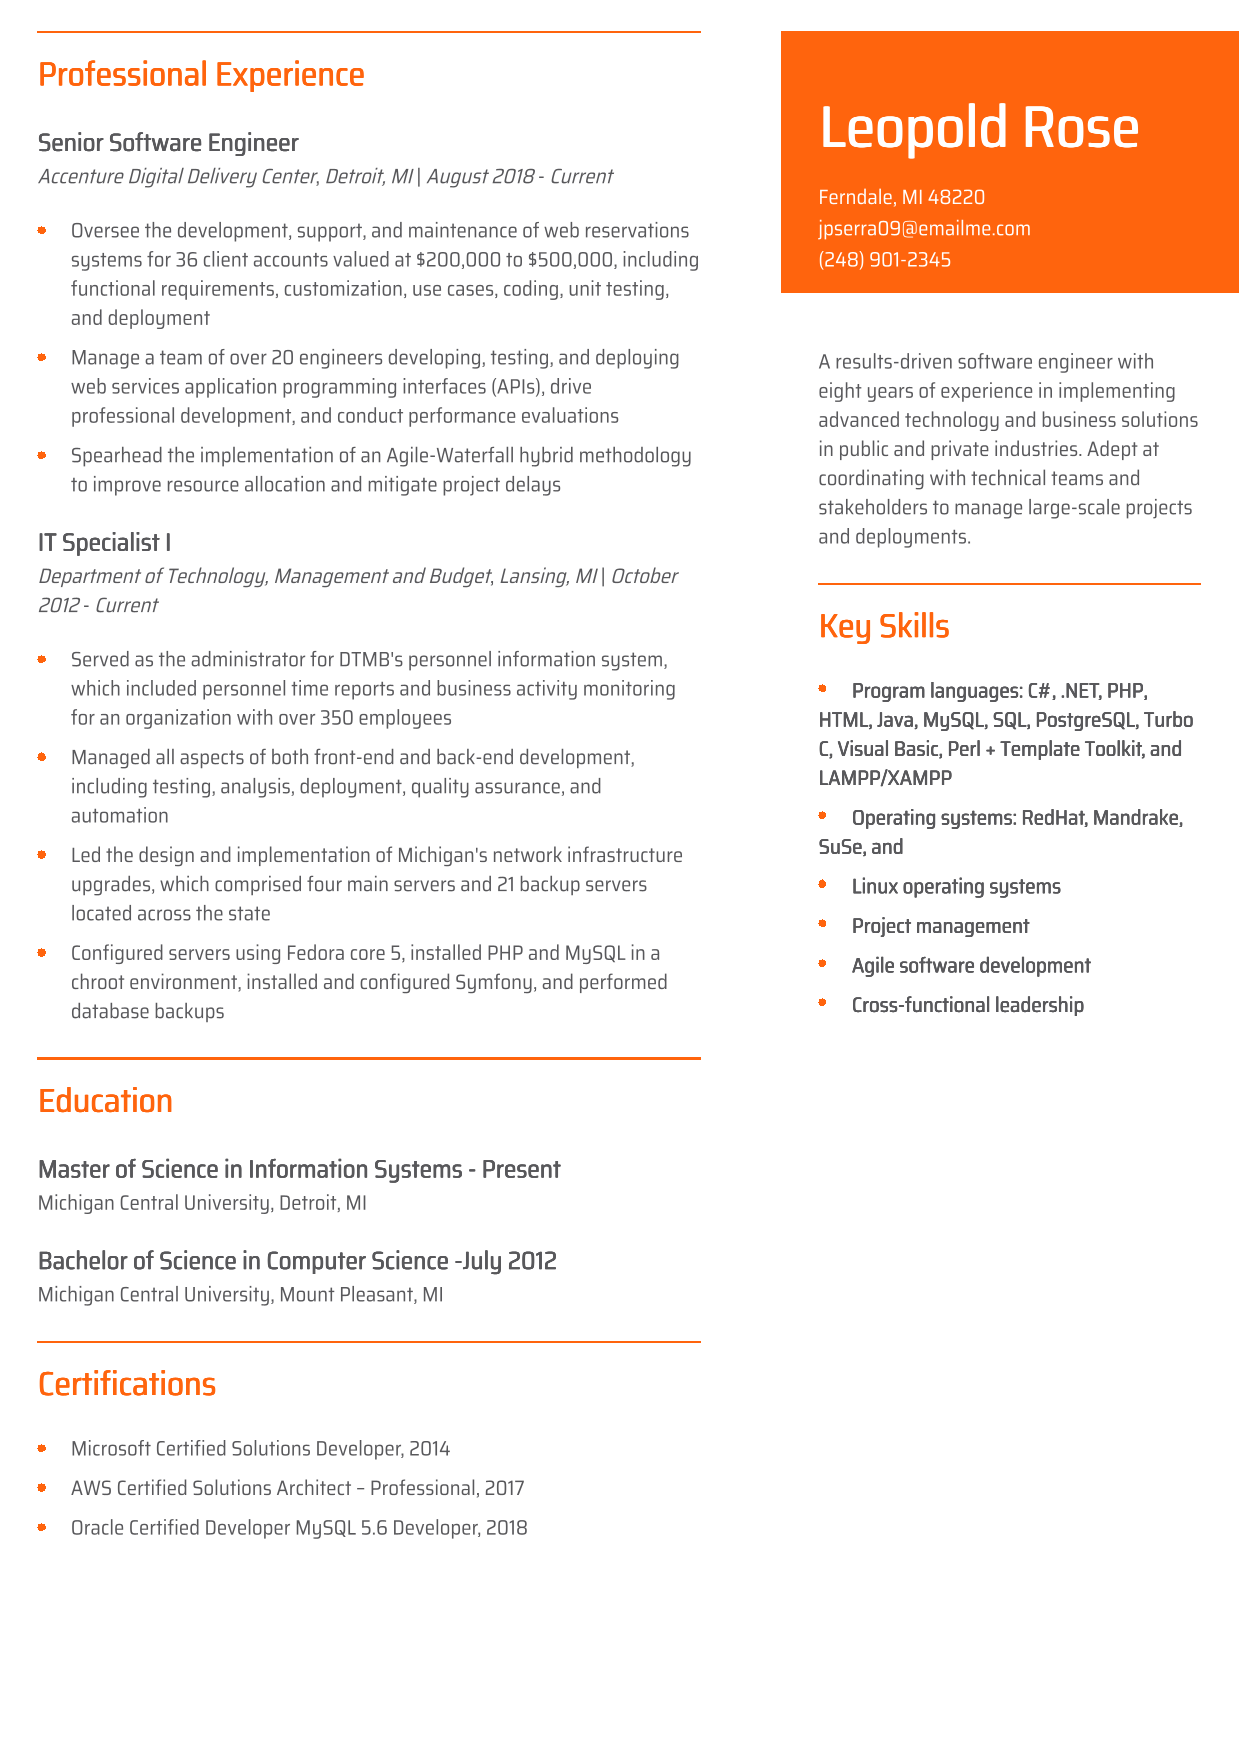 Professional Experience
Senior Software Engineer
Accenture Digital Delivery Center, Detroit, MI | August 2018 - Current
Oversee the development, support, and maintenance of web reservations
systems for 36 client accounts valued at $200,000 to $500,000, including
functional requirements, customization, use cases, coding, unit testing,
and deployment
Manage a team of over 20 engineers developing, testing, and deploying
web services application programming interfaces (APIs), drive
professional development, and conduct performance evaluations
Spearhead the implementation of an Agile-Waterfall hybrid methodology
to improve resource allocation and mitigate project delays
IT Specialist I
Department of Technology, Management and Budget, Lansing, MI | October
2012 - Current
Served as the administrator for DTMB's personnel information system,
which included personnel time reports and business activity monitoring
for an organization with over 350 employees
Managed all aspects of both front-end and back-end development,
including testing, analysis, deployment, quality assurance, and
automation
Led the design and implementation of Michigan's network infrastructure
upgrades, which comprised four main servers and 21 backup servers
located across the state
Configured servers using Fedora core 5, installed PHP and MySQL in a
chroot environment, installed and configured Symfony, and performed
database backups
Education
Master of Science in Information Systems - Present
Michigan Central University, Detroit, MI
Bachelor of Science in Computer Science -July 2012
Michigan Central University, Mount Pleasant, MI
Certifications
Microsoft Certified Solutions Developer, 2014
AWS Certified Solutions Architect – Professional, 2017
Oracle Certified Developer MySQL 5.6 Developer, 2018
Leopold Rose
Ferndale, MI 48220
jpserra09@emailme.com
(248) 901-2345
A results-driven software engineer with
eight years of experience in implementing
advanced technology and business solutions
in public and private industries. Adept at
coordinating with technical teams and
stakeholders to manage large-scale projects
and deployments.
Key Skills
Program languages: C#, .NET, PHP,
HTML, Java, MySQL, SQL, PostgreSQL, Turbo
C, Visual Basic, Perl + Template Toolkit, and
LAMPP/XAMPP
Operating systems: RedHat, Mandrake,
SuSe, and
Linux operating systems
Project management
Agile software development
Cross-functional leadership